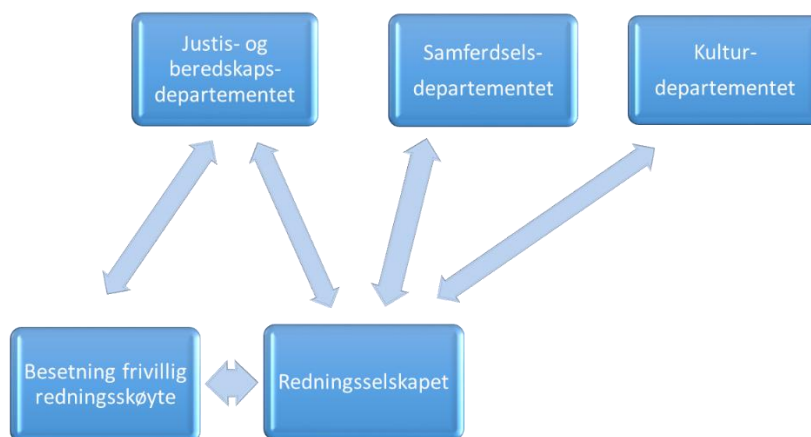 Justis- og
beredskaps-
departementet
Samferdsels-
departementet
Kultur-
departementet
Besetning frivillig
redningsskøyte
Redningsselskapet